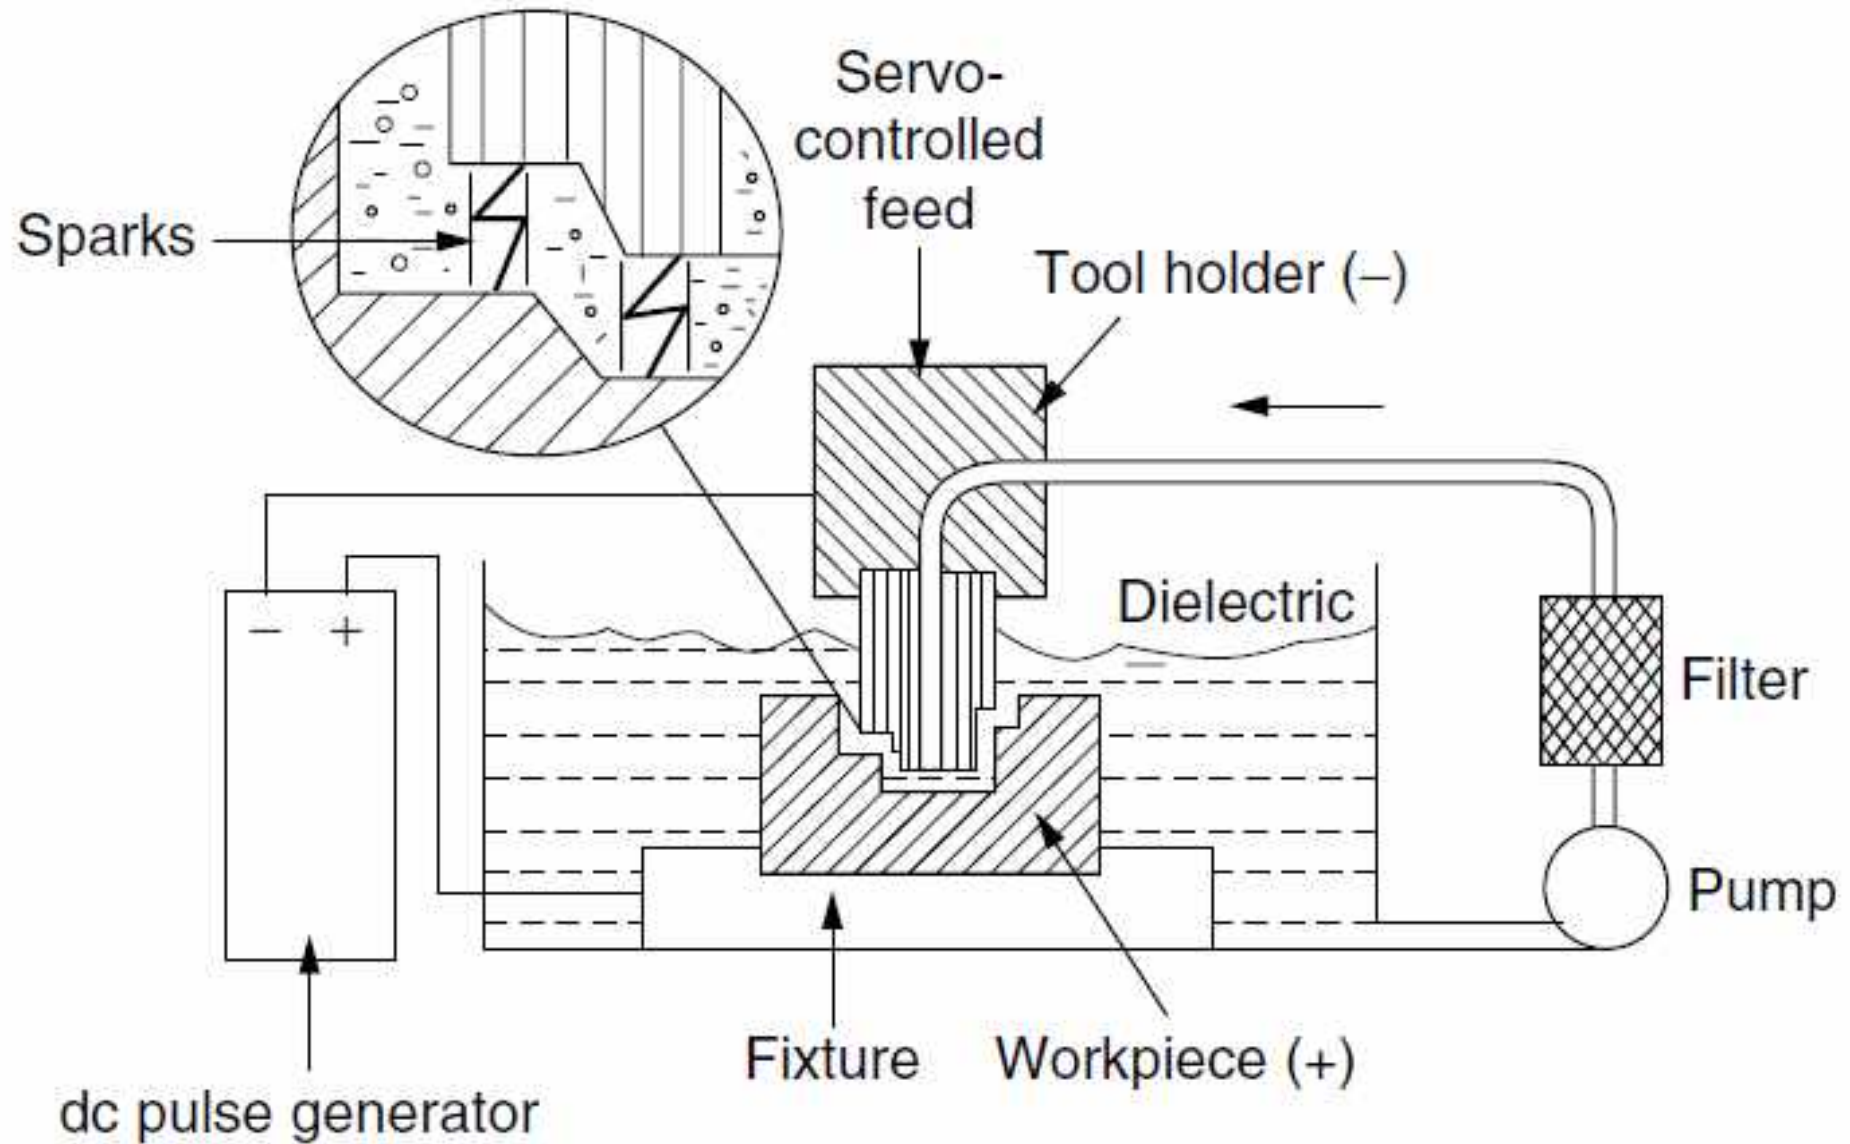 Servo-
controlled
feed
Sparks
Tool holder (–)
Dielectric
– +
Filter
Pump
Fixture
Workpiece (+)
dc pulse generator